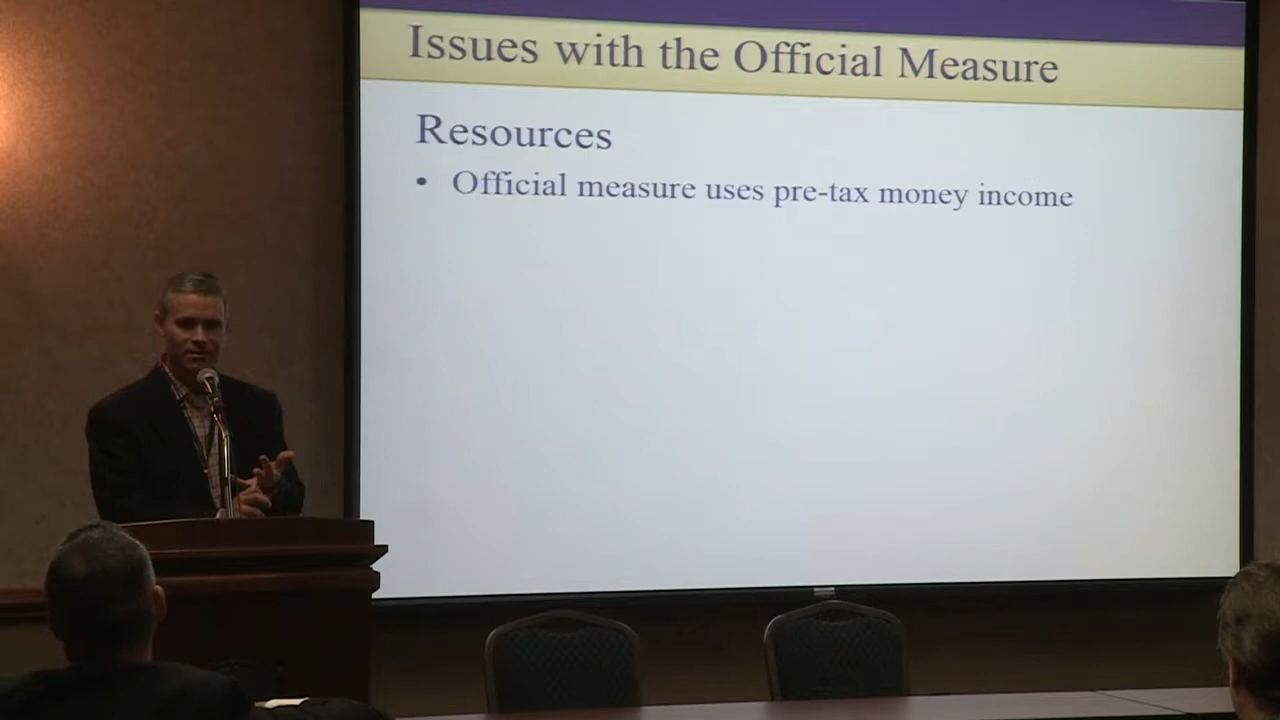 Issues with the Official Measure
Resources
• Official measure uses pre-tax money income